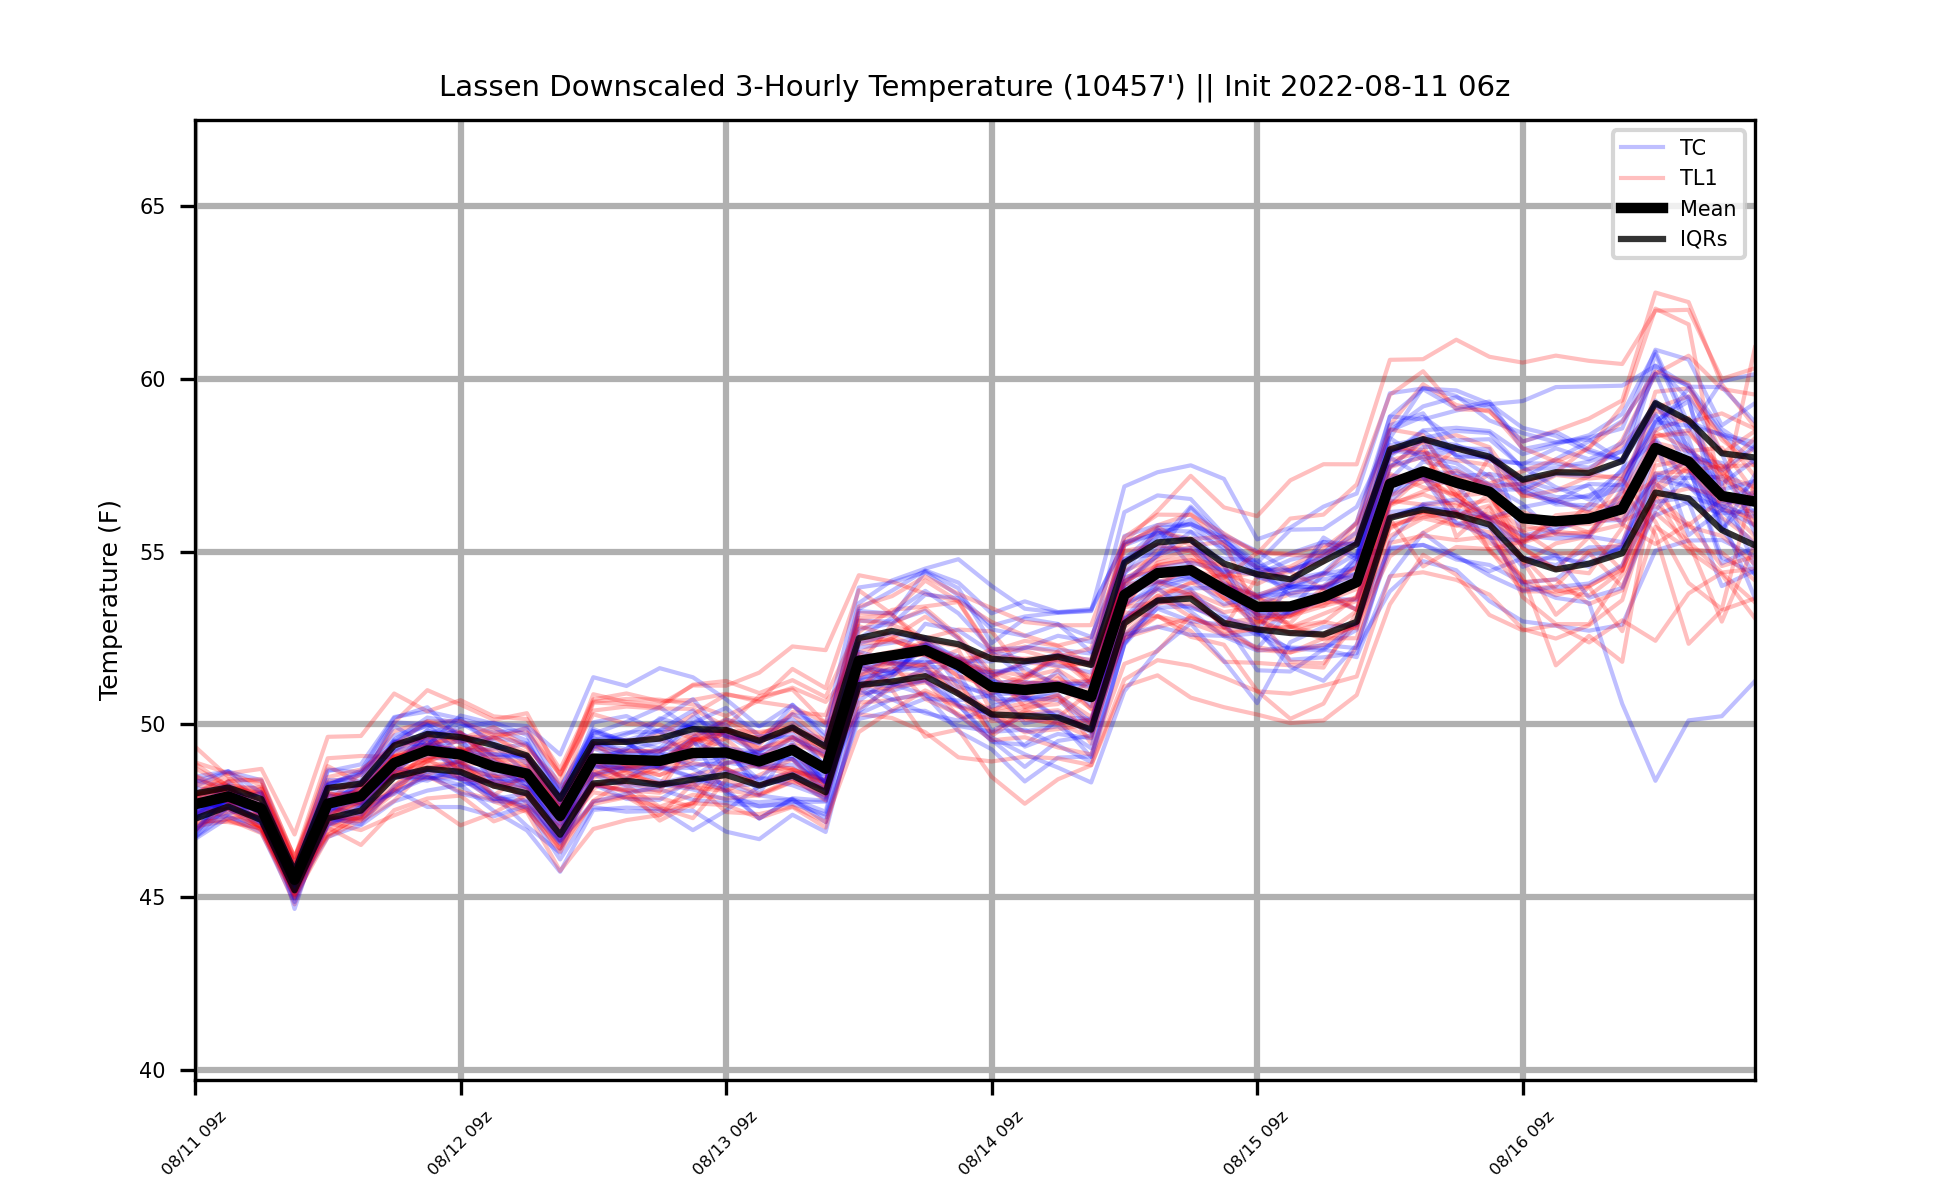 Lassen Downscaled 3-Hourly Temperature (10457') || Init 2022-08-11 06z
TC
TL1
Mean
IQRs
Temperature (F)
65
60
55
50
45
40
08/11 09z
08/12 09z
08/13 09z
08/14 09z
08/15 09z
08/16 09z